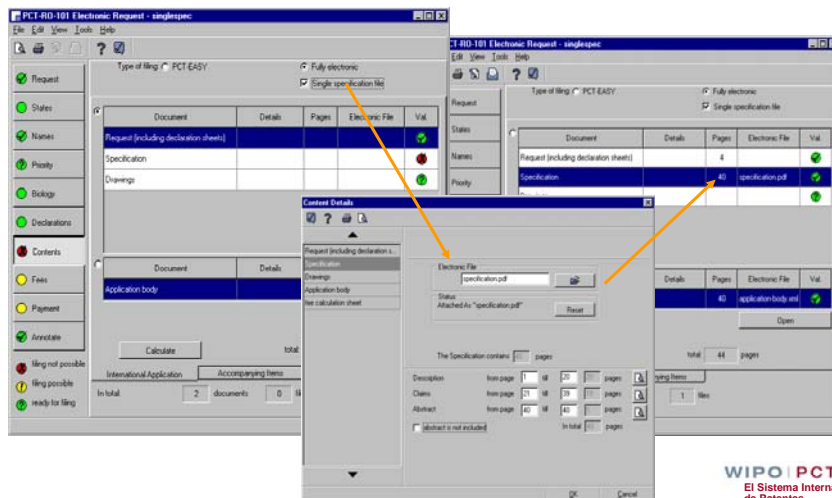 PCT-RO-101 Electronic Request - singlespec
File Edit View Tools Help
Type of filing PCT-EASY
Fully electronic
Single specification file
Request
States
Names
Priority
Biology
Declarations
Contents
Fees
Payment
Annotate
filing not possible
filing possible
ready for filing
Document Details Pages Electronic File Val.
Request (including declaration sheets)
Specification
Drawings
Document Details
Application body
Calculate
total
International Application Accompanying Items
In total 2 documents 0
CT-RO-101 Electronic Request - singlespec
Edit View Tools Help
Type of filing PCT-EASY
Fully electronic
Single specification file
Request
States
Names
Priority
Document Details Pages Electronic File Val.
Request (including declaration sheets) 4
Specification 40 specification.pdf
Details Pages Electronic File Val.
40 application-body.xml
Open
total 44 pages
ying Items
1 files
Content Details
Request (including declaration s...
Specification
Drawings
Application body
fee calculation sheet
Electronic File
specification.pdf
Status
Attached As "specification.pdf"
Reset
The Specification contains pages
Description from page 1 till 20 pages
Claims from page 21 till 39 pages
Abstract from page 40 till 40 pages
abstract is not included
In total pages
OK Cancel
WIPO | PCT
El Sistema Interna
de Patentes